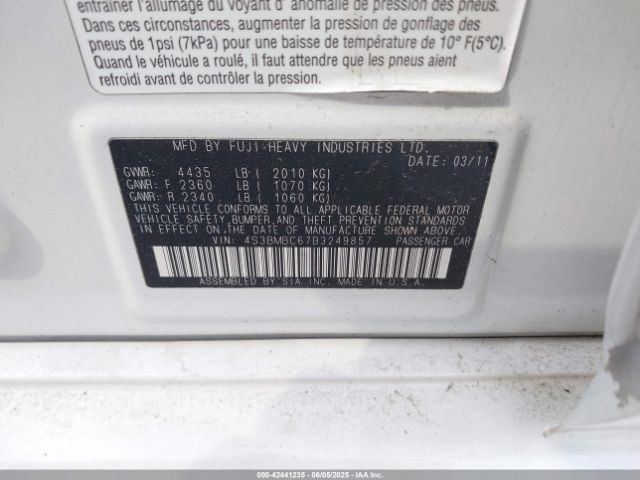 entraîner l'allumage du voyant d'anomalie de pression des pneus.
Dans ces circonstances, augmenter la pression de gonflage des
pneus de 1psi (7kPa) pour une baisse de température de 10° F(5°C).
Quand le véhicule a roulé, il faut attendre que les pneus aient
refroidi avant de contrôler la pression.
MFD BY FUJI HEAVY INDUSTRIES LTD.
DATE: 03/11
GVWR: 4435 LB ( 2010 KG)
GAWR: F 2360 LB ( 1070 KG)
GAWR: R 2340 LB ( 1060 KG)
THIS VEHICLE CONFORMS TO ALL APPLICABLE FEDERAL MOTOR
VEHICLE SAFETY, BUMPER, AND THEFT PREVENTION STANDARDS
IN EFFECT ON THE DATE OF MANUFACTURE SHOWN ABOVE.
VIN: 4S3BMBC67B3249857 PASSENGER CAR
ASSEMBLED BY SIA INC. MADE IN U.S.A.
000-42441235 - 06/05/2025 - IAAI.COM